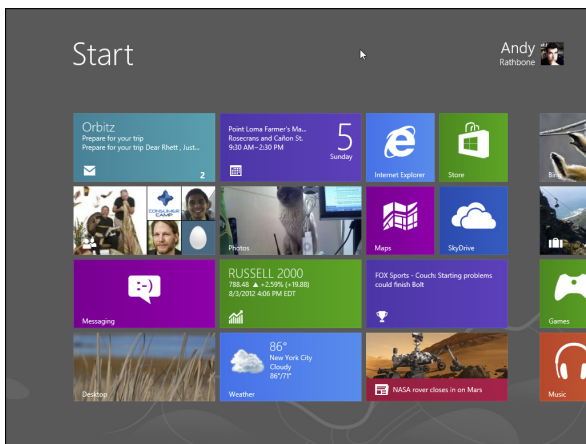 Start
Andy
Rathbone
Orbitz
Prepare for your trip
Prepare for your trip Dear Rhett , Just...
2
Point Loma Farmer's Ma...
Rosecrans and Cañon St.
9:30 AM–2:30 PM
5
Sunday
Internet Explorer
Store
CONSUMER
CAMP
Photos
Maps
SkyDrive
:-)
Messaging
RUSSELL 2000
788.48 ▲ +2.59% (+19.88)
8/3/2012 4:06 PM EDT
FOX Sports - Couch: Starting problems
could finish Bolt
Games
Desktop
86°
New York City
Cloudy
86°/71°
Weather
NASA rover closes in on Mars
Music